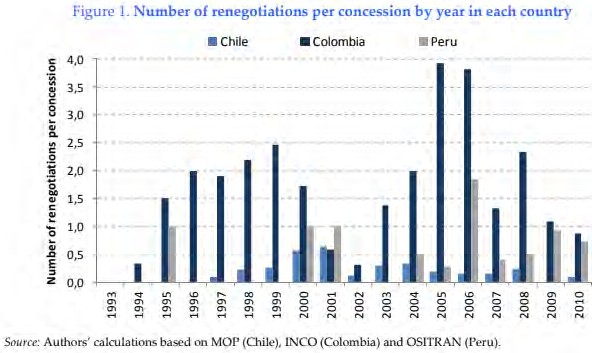 Figure 1. Number of renegotiations per concession by year in each country
Chile Colombia Peru
Number of renegotiations per concession
4,0
3,5
3,0
2,5
2,0
1,5
1,0
0,5
0,0
1993 1994 1995 1996 1997 1998 1999 2000 2001 2002 2003 2004 2005 2006 2007 2008 2009 2010
Source: Authors' calculations based on MOP (Chile), INCO (Colombia) and OSITRAN (Peru).